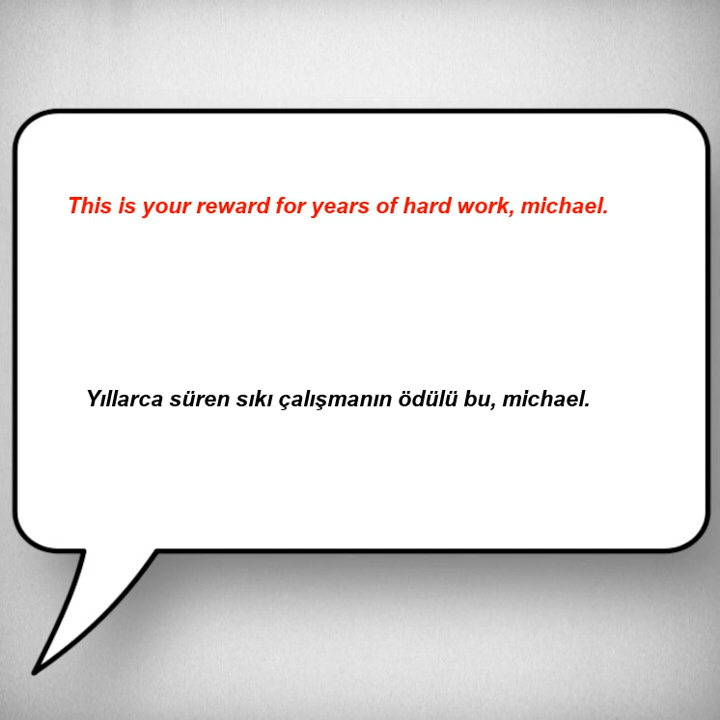 This is your reward for years of hard work, michael.
Yıllarca süren sıkı çalışmanın ödülü bu, michael.